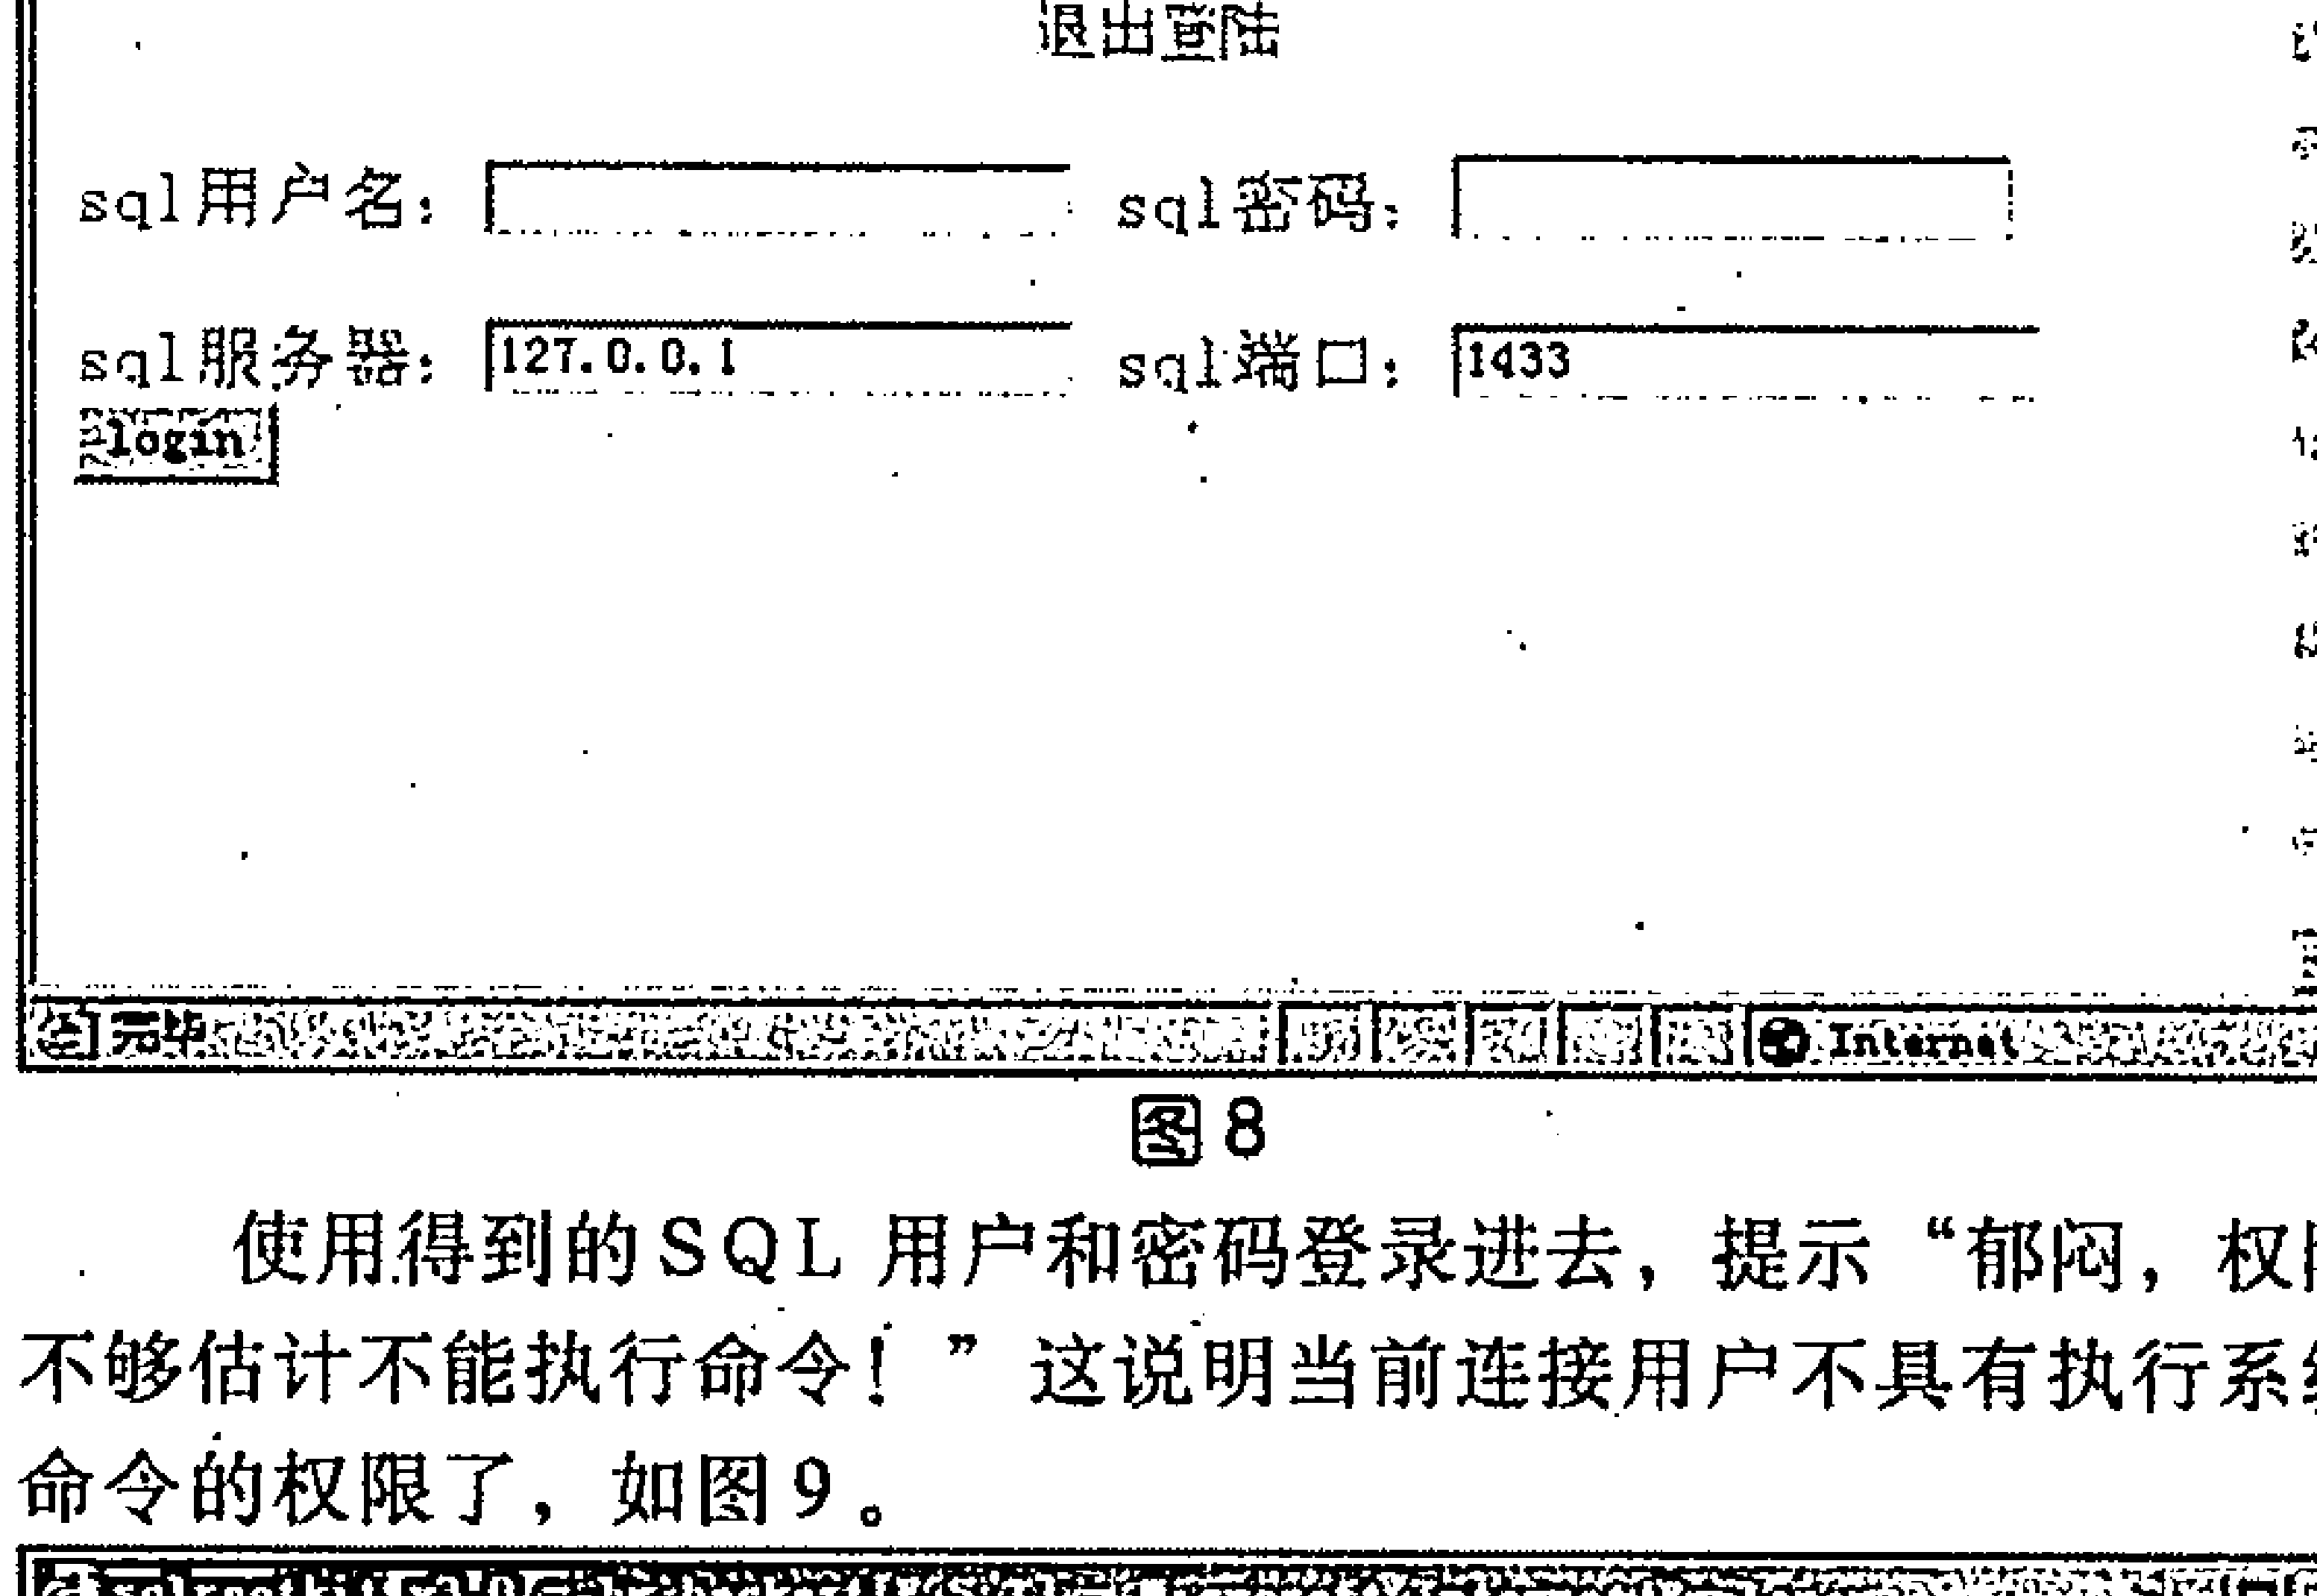 退出登陆
sql用户名：
sql密码：
sql服务器： 127.0.0.1
sql端口： 1433
login
完毕
Internet
图8
使用得到的SQL 用户和密码登录进去，提示“郁闷，权
不够估计不能执行命令！”这说明当前连接用户不具有执行系
命令的权限了，如图9。